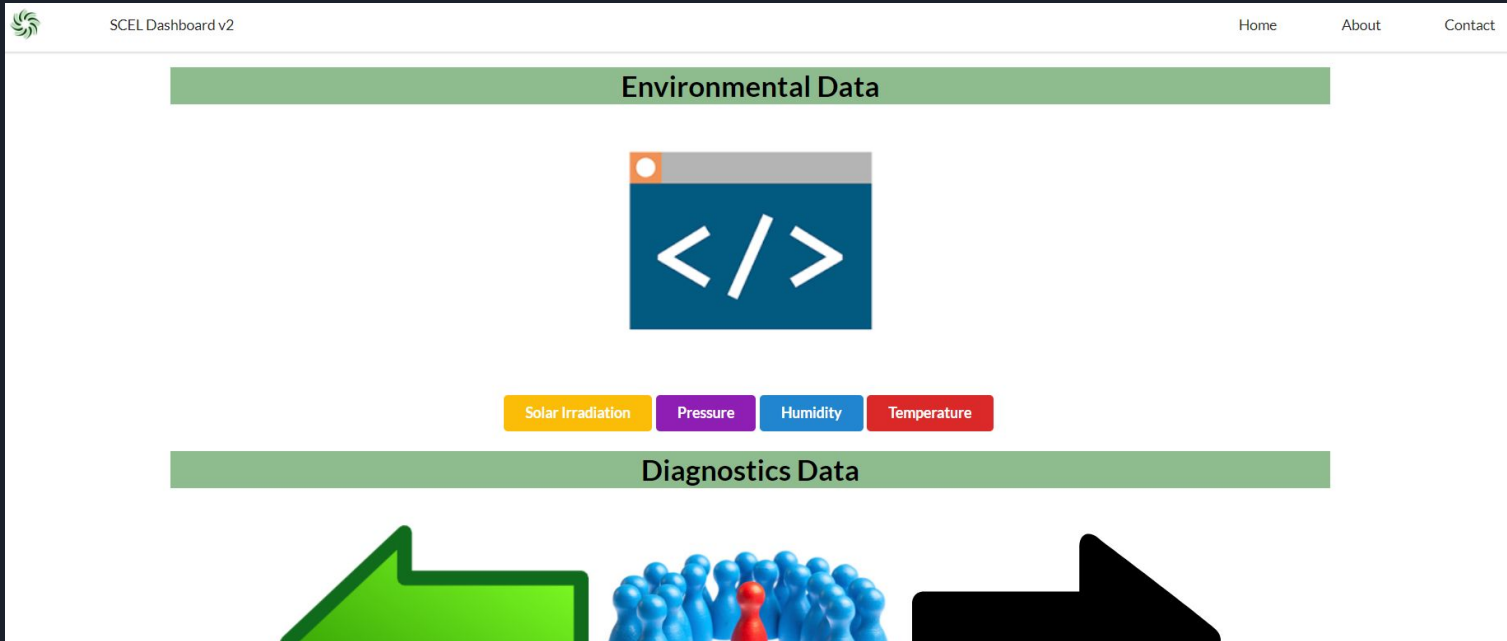 SCEL Dashboard v2 Home About Contact
Environmental Data
</>
Solar Irradiation Pressure Humidity Temperature
Diagnostics Data